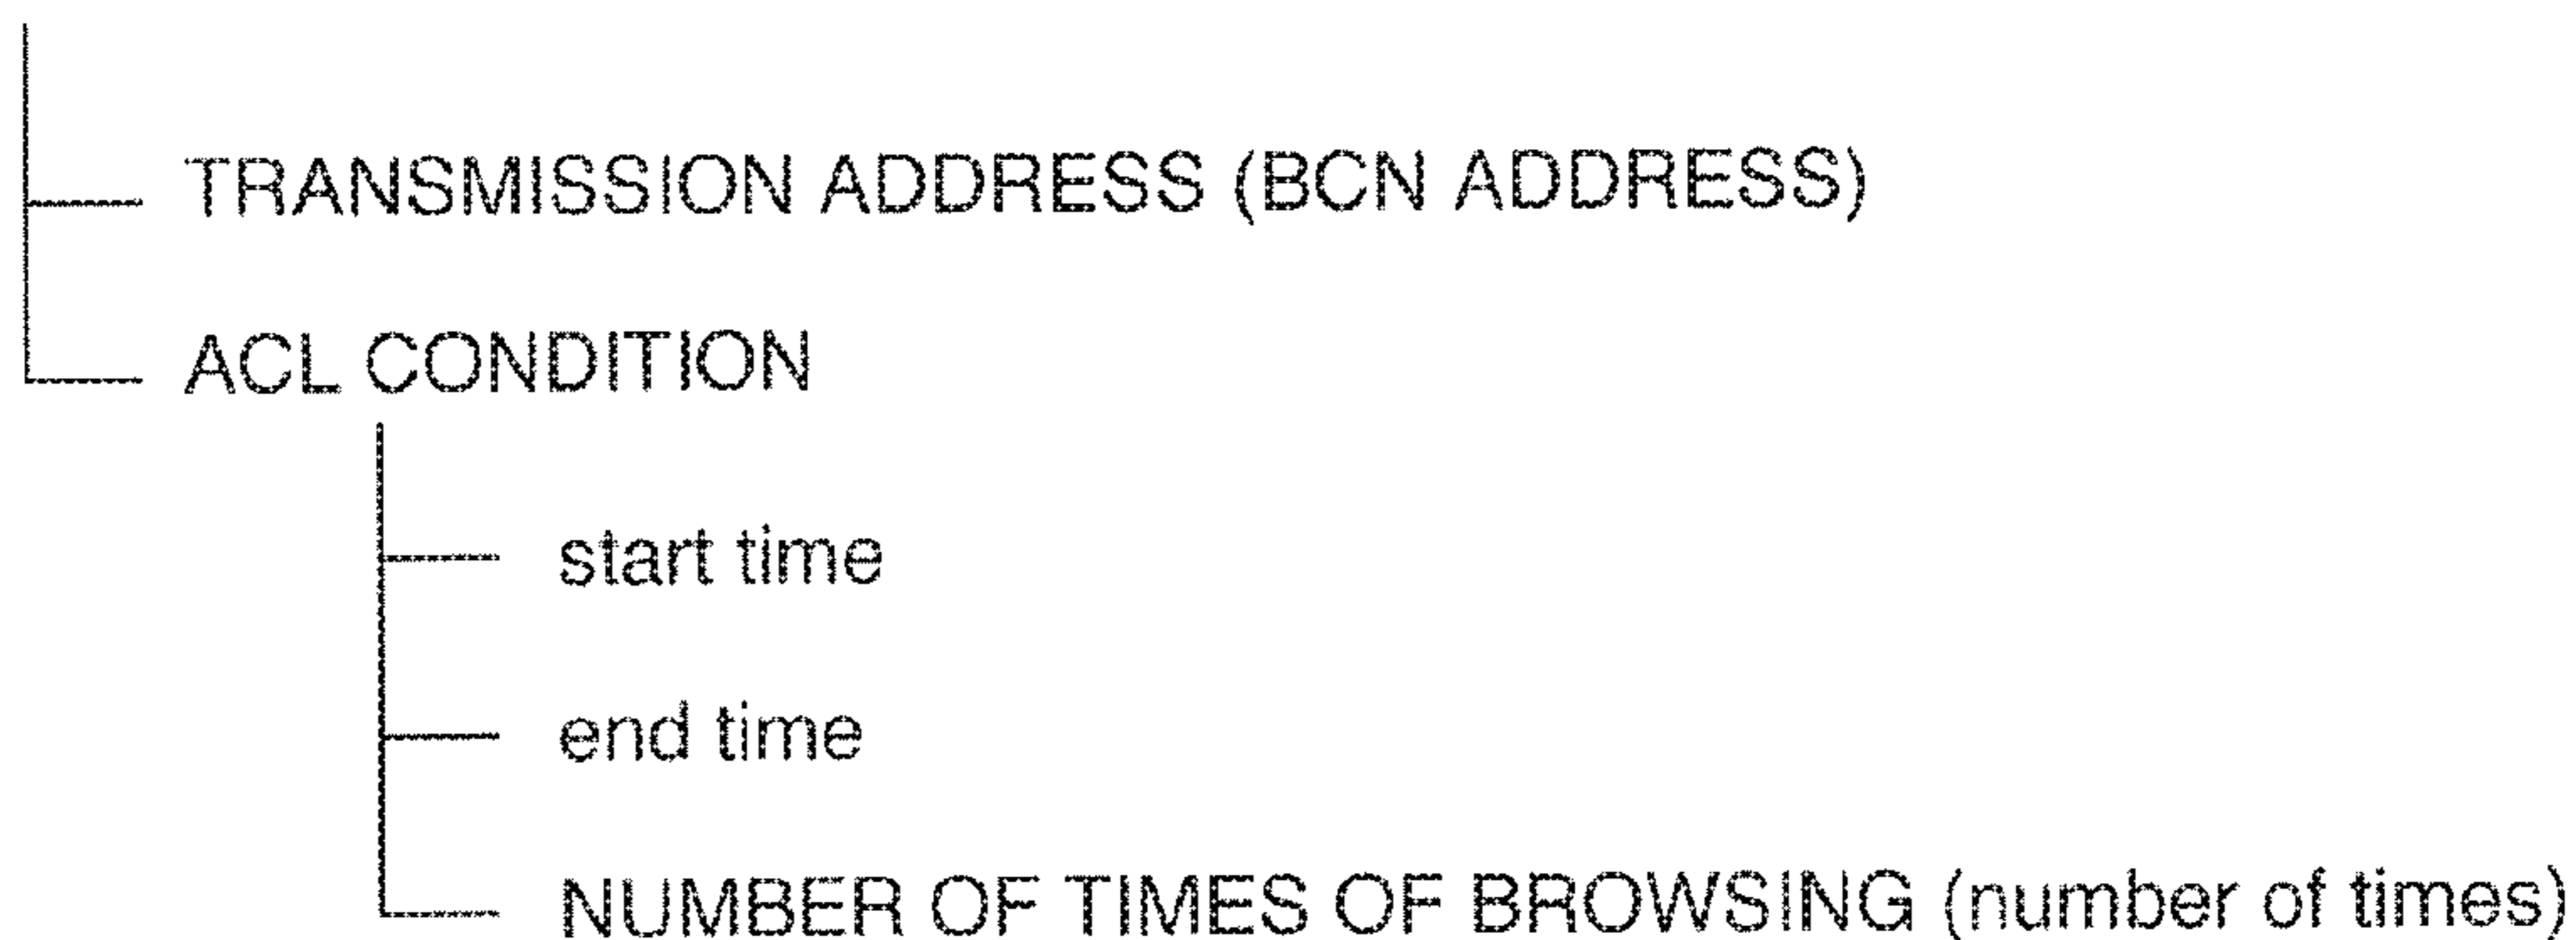 TRANSMISSION ADDRESS (BCN ADDRESS)
ACL CONDITION
start time
end time
NUMBER OF TIMES OF BROWSING (number of times)